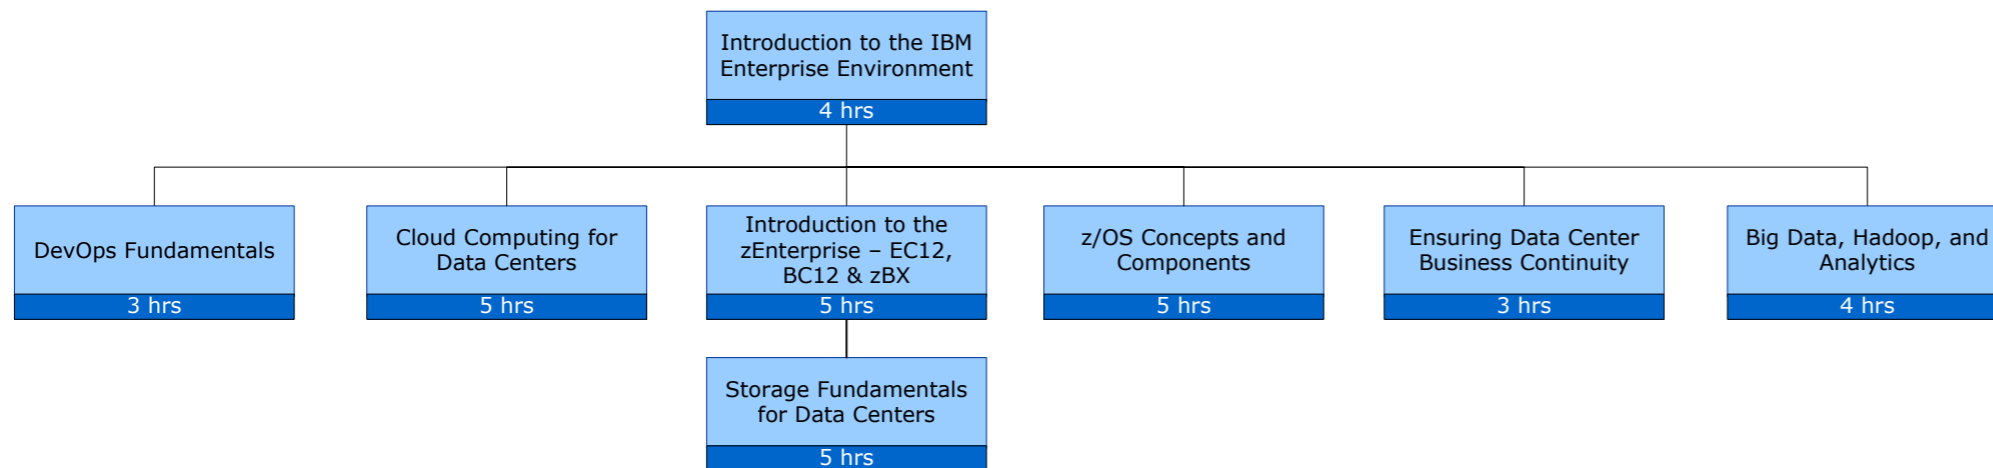 Introduction to the IBM
Enterprise Environment
4 hrs
DevOps Fundamentals
3 hrs
Cloud Computing for
Data Centers
5 hrs
Introduction to the
zEnterprise – EC12,
BC12 & zBX
5 hrs
z/OS Concepts and
Components
5 hrs
Ensuring Data Center
Business Continuity
3 hrs
Big Data, Hadoop, and
Analytics
4 hrs
Storage Fundamentals
for Data Centers
5 hrs